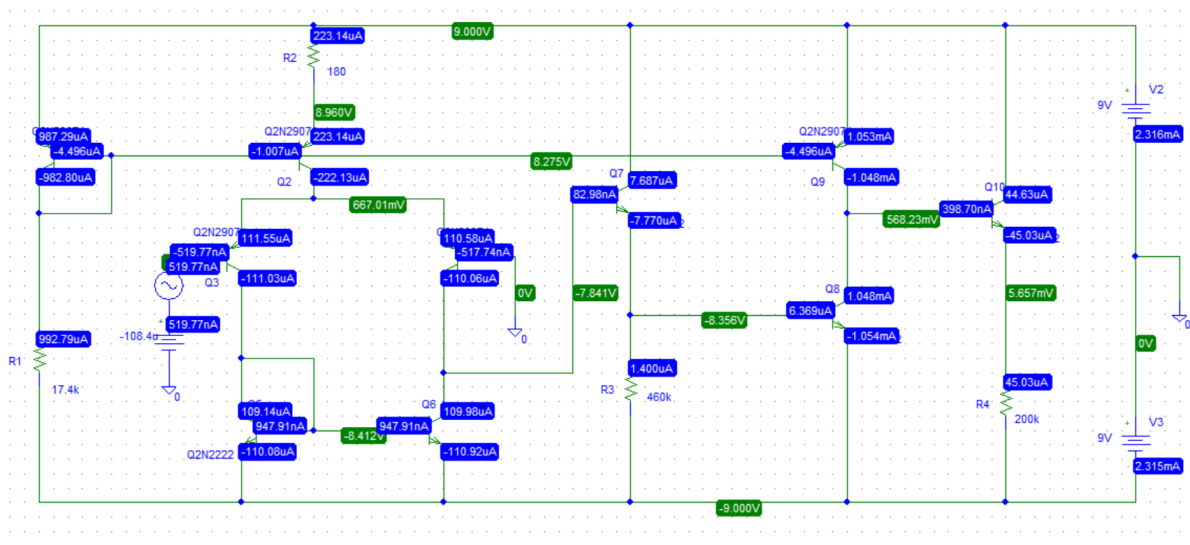 9.000V
223.14uA
R2
180
8.960V
V2
9V
2.316mA
987.29uA
-4.496uA
-982.80uA
Q2N2907
223.14uA
-1.007uA
Q2
-222.13uA
8.275V
Q2N2907
1.053mA
-4.496uA
-1.048mA
Q9
Q7
7.687uA
82.98nA
-7.770uA
Q10
44.63uA
398.70nA
-45.03uA
667.01mV
568.23mV
Q2N2907
111.55uA
-519.77nA
519.77nA
Q3
-111.03uA
110.58uA
-517.74nA
-110.06uA
0V
0
-7.841V
Q8
1.048mA
6.369uA
-1.054mA
5.657mV
0
519.77nA
-108.4u
0
-8.356V
0V
992.79uA
R1
17.4k
1.400uA
R3
460k
45.03uA
R4
200k
109.14uA
947.91nA
-8.412V
Q6
109.98uA
947.91nA
Q2N2222
-110.08uA
-110.92uA
V3
9V
2.315mA
-9.000V